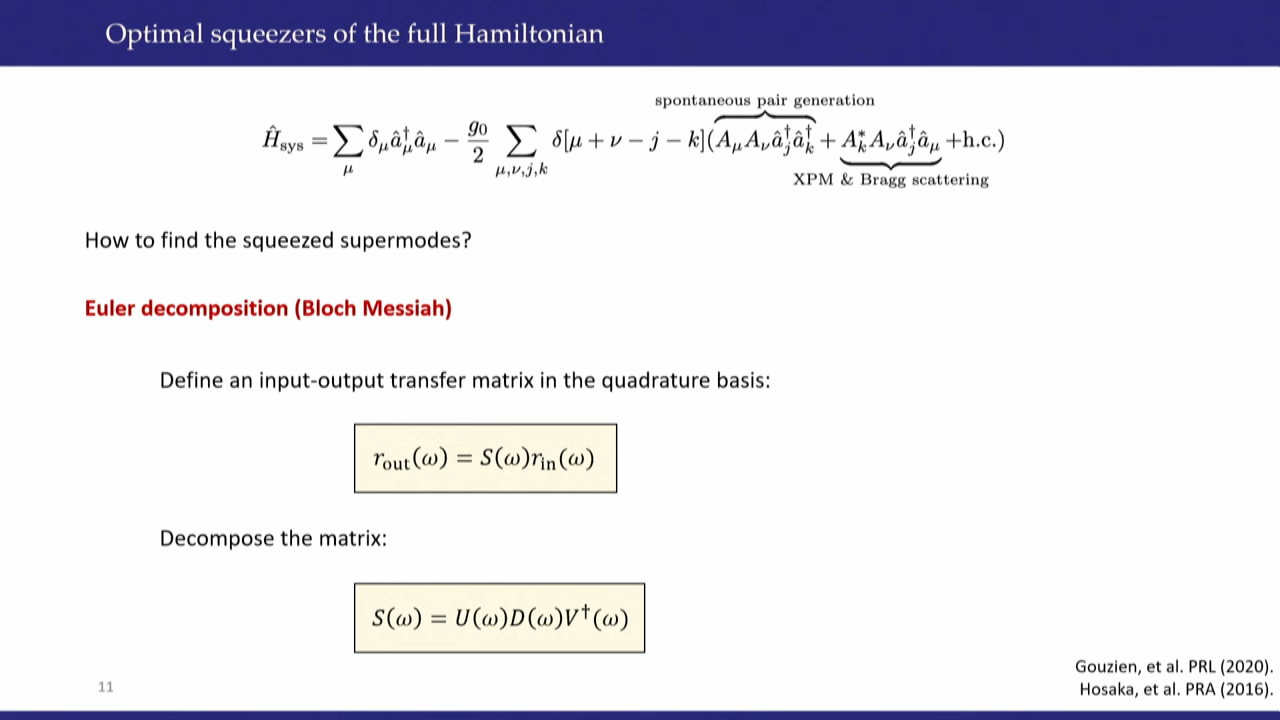 Optimal squeezers of the full Hamiltonian
spontaneous pair generation
Ĥ_sys = ∑_μ δ_μ â†_μ â_μ − g₀/2 ∑_{μ,ν,j,k} δ[μ + ν − j − k](A_μ A_ν â†_j â†_k + A*_k A_ν â†_j â_μ +h.c.)
XPM & Bragg scattering
How to find the squeezed supermodes?
Euler decomposition (Bloch Messiah)
Define an input-output transfer matrix in the quadrature basis:
r_out(ω) = S(ω)r_in(ω)
Decompose the matrix:
S(ω) = U(ω)D(ω)V†(ω)
Gouzien, et al. PRL (2020).
Hosaka, et al. PRA (2016).
11